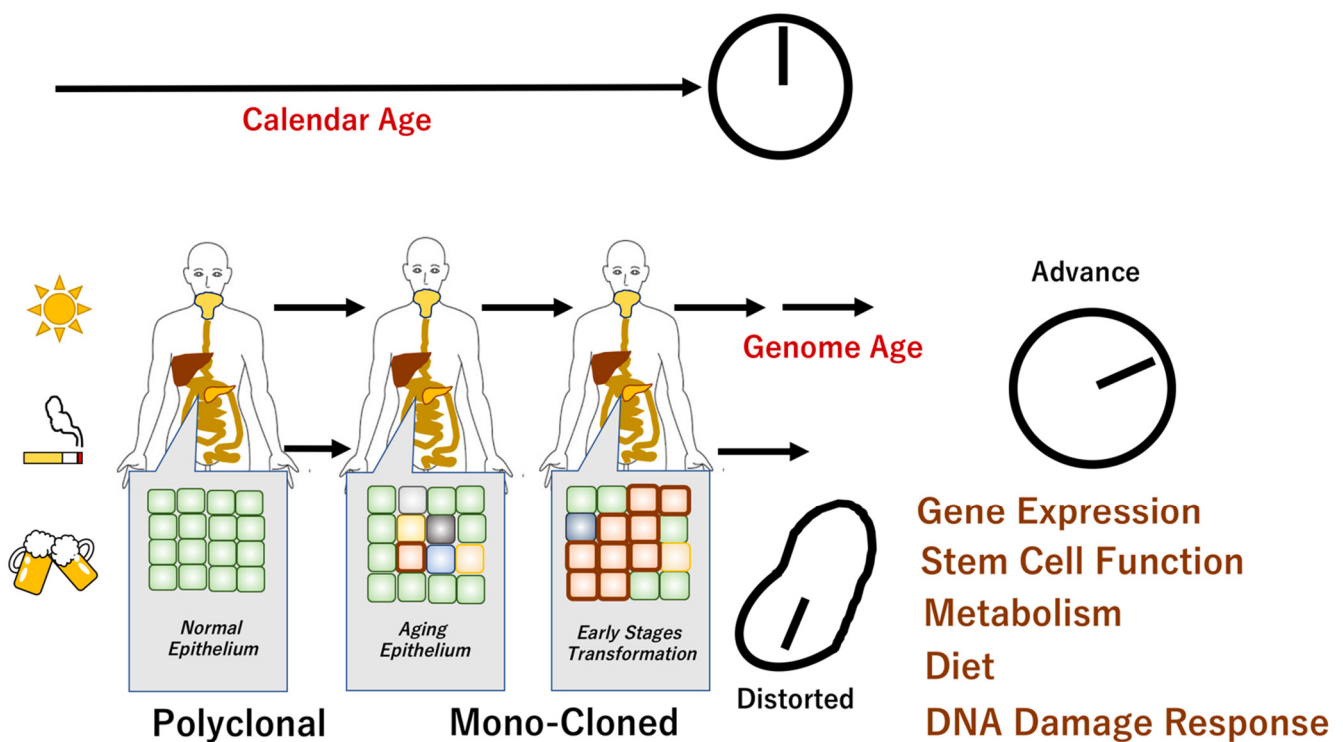 Calendar Age
Advance
Genome Age
Normal
Epithelium
Aging
Epithelium
Early Stages
Transformation
Distorted
Polyclonal
Mono-Cloned
Gene Expression
Stem Cell Function
Metabolism
Diet
DNA Damage Response